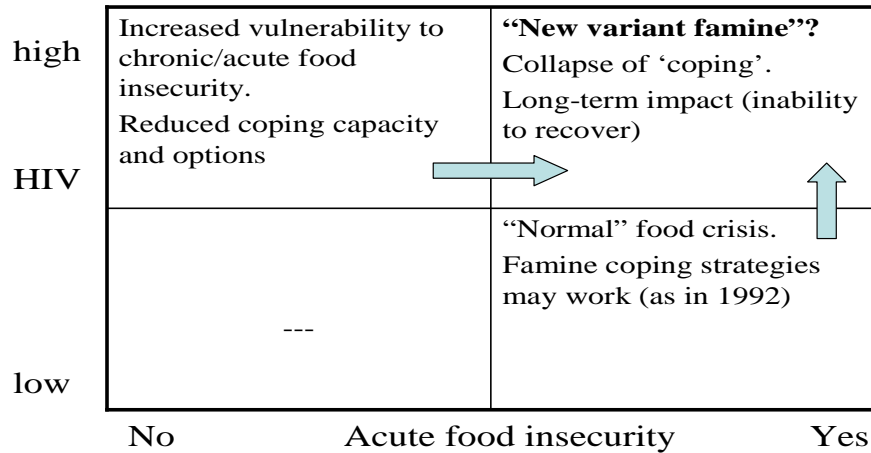 high
Increased vulnerability to
chronic/acute food
insecurity.
Reduced coping capacity
and options
“New variant famine”?
Collapse of ‘coping’.
Long-term impact (inability
to recover)
HIV
“Normal” food crisis.
Famine coping strategies
may work (as in 1992)
---
low
No
Acute food insecurity
Yes